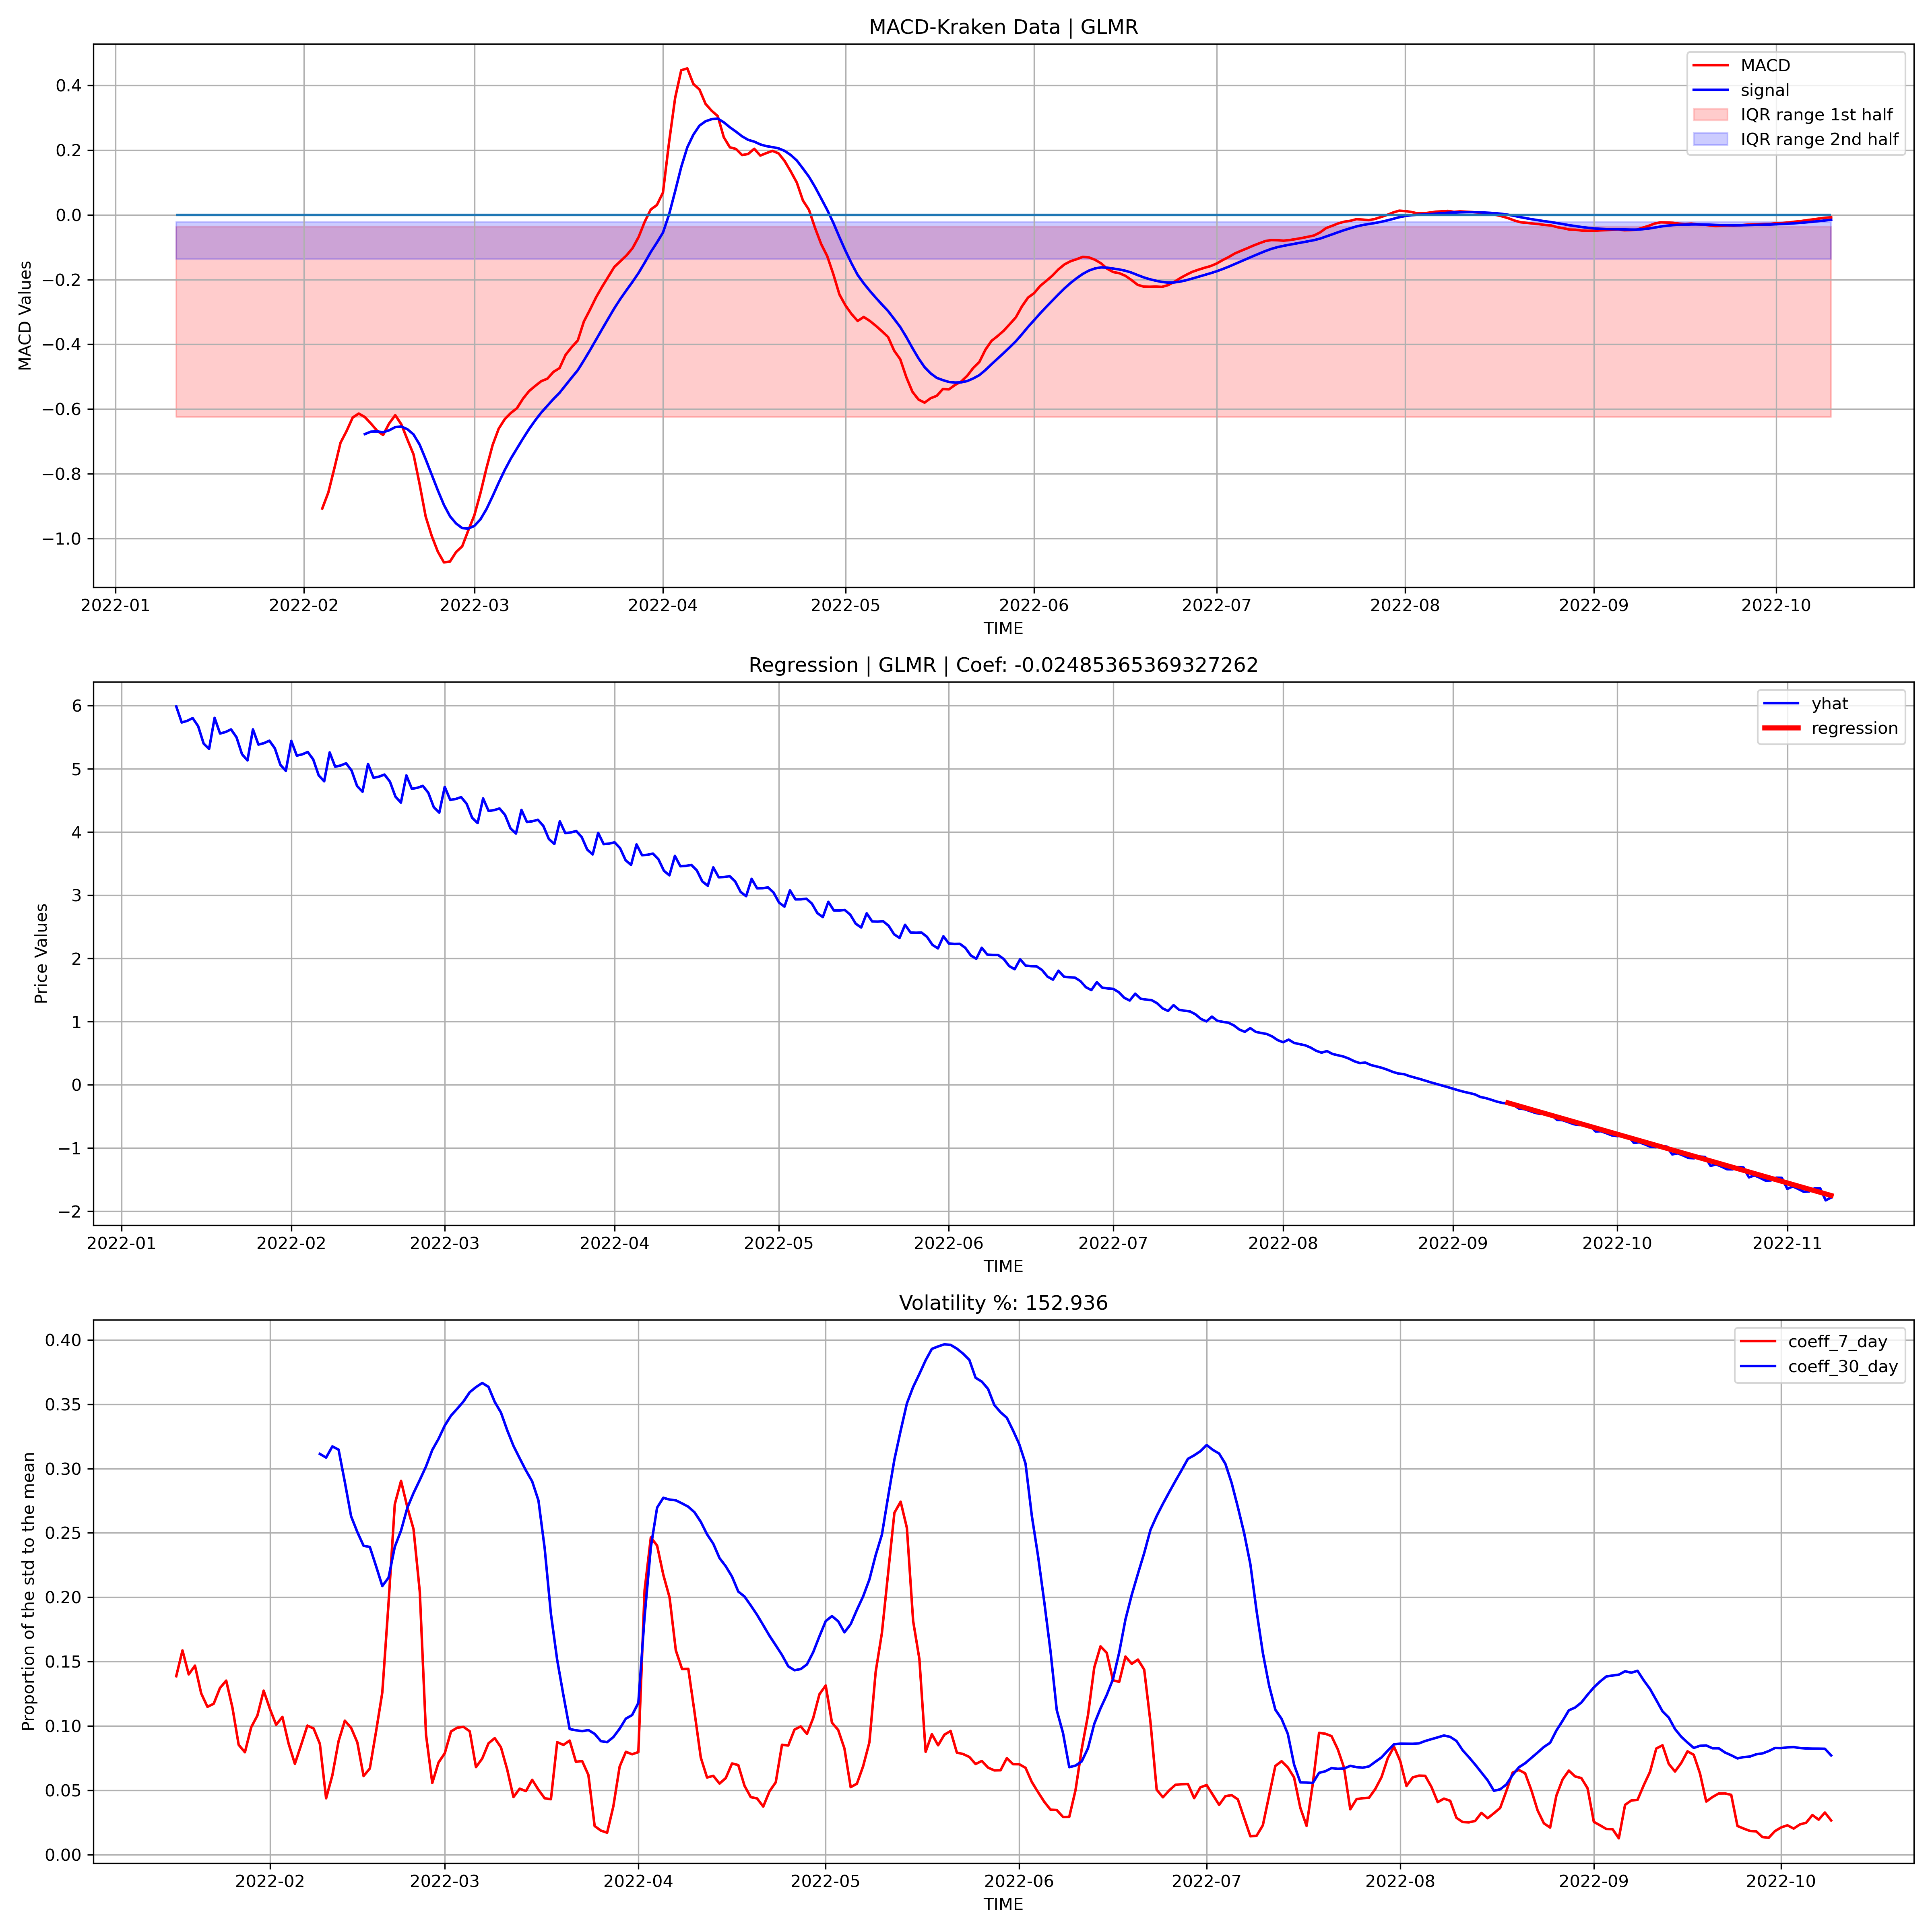 MACD-Kraken Data | GLMR
MACD Values
0.4
0.2
0.0
−0.2
−0.4
−0.6
−0.8
−1.0
MACD
signal
IQR range 1st half
IQR range 2nd half
2022-01 2022-02 2022-03 2022-04 2022-05 2022-06 2022-07 2022-08 2022-09 2022-10
TIME
Regression | GLMR | Coef: -0.02485365369327262
Price Values
6
5
4
3
2
1
0
−1
−2
yhat
regression
2022-01 2022-02 2022-03 2022-04 2022-05 2022-06 2022-07 2022-08 2022-09 2022-10 2022-11
TIME
Volatility %: 152.936
Proportion of the std to the mean
0.40
0.35
0.30
0.25
0.20
0.15
0.10
0.05
0.00
coeff_7_day
coeff_30_day
2022-02 2022-03 2022-04 2022-05 2022-06 2022-07 2022-08 2022-09 2022-10
TIME